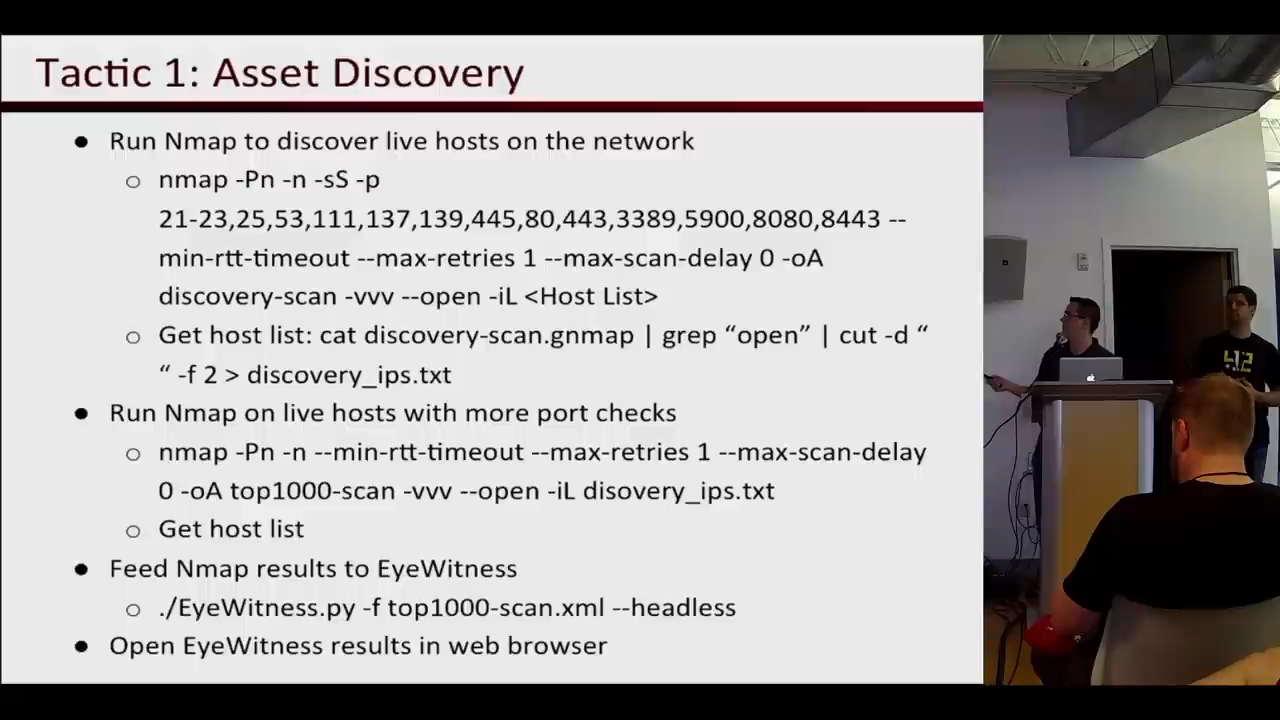 Tactic 1: Asset Discovery
● Run Nmap to discover live hosts on the network
○ nmap -Pn -n -sS -p
21-23,25,53,111,137,139,445,80,443,3389,5900,8080,8443 --
min-rtt-timeout --max-retries 1 --max-scan-delay 0 -oA
discovery-scan -vvv --open -iL <Host List>
○ Get host list: cat discovery-scan.gnmap | grep “open” | cut -d “
“ -f 2 > discovery_ips.txt
● Run Nmap on live hosts with more port checks
○ nmap -Pn -n --min-rtt-timeout --max-retries 1 --max-scan-delay
0 -oA top1000-scan -vvv --open -iL disovery_ips.txt
○ Get host list
● Feed Nmap results to EyeWitness
○ ./EyeWitness.py -f top1000-scan.xml --headless
● Open EyeWitness results in web browser